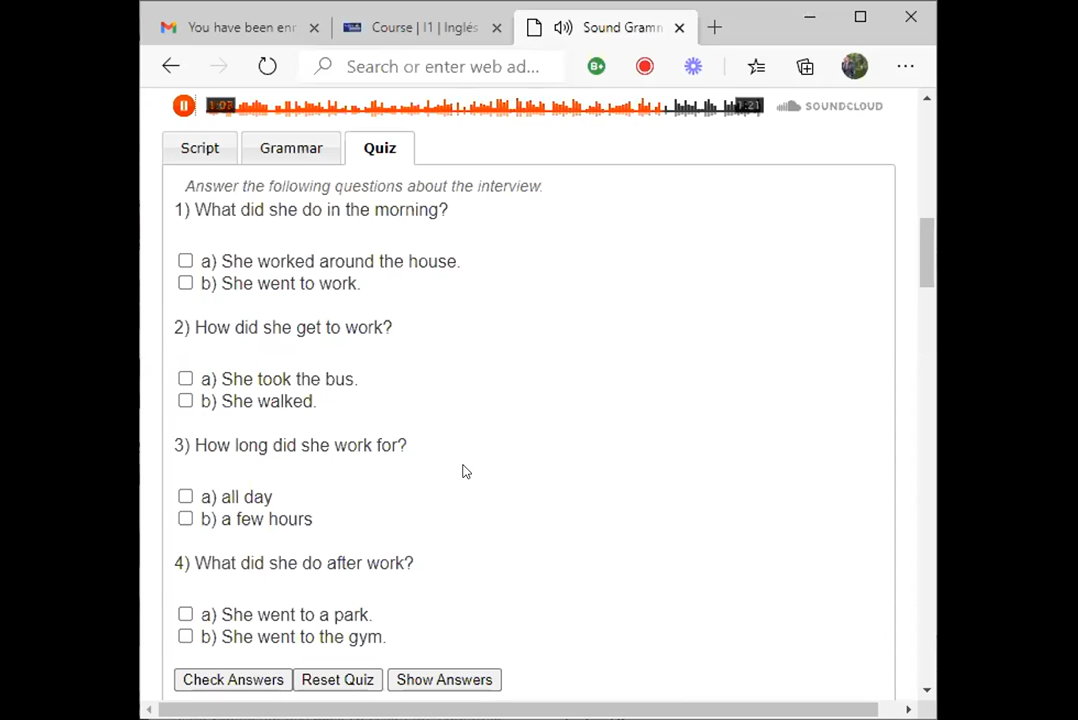 You have been enr
Course | I1 | Inglés
Sound Gramm
Search or enter web ad...
B+
1:21
SOUNDCLOUD
Script
Grammar
Quiz
Answer the following questions about the interview.
1) What did she do in the morning?
a) She worked around the house.
b) She went to work.
2) How did she get to work?
a) She took the bus.
b) She walked.
3) How long did she work for?
a) all day
b) a few hours
4) What did she do after work?
a) She went to a park.
b) She went to the gym.
Check Answers
Reset Quiz
Show Answers